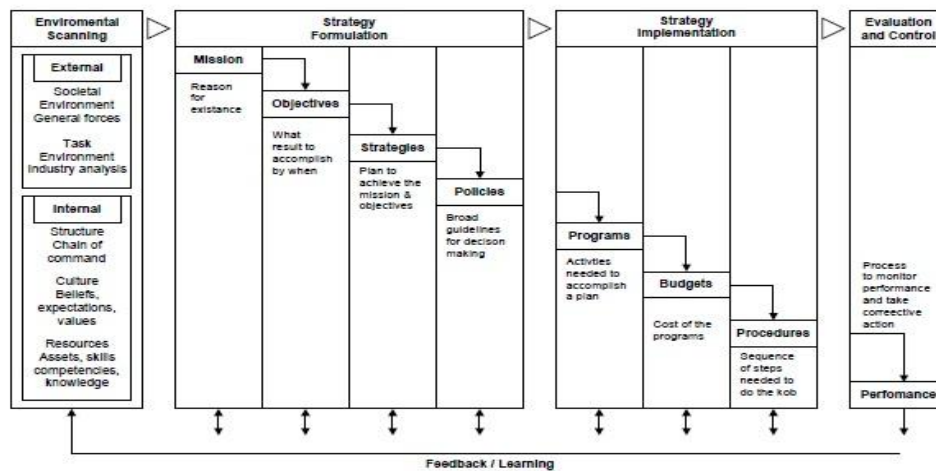 Enviromental
Scanning
Strategy
Formulation
Strategy
Implementation
Evaluation
and Control
External
Societal
Environment
General forces
Task
Environment
Industry analysis
Internal
Structure
Chain of
command
Culture
Beliefs,
expectations,
values
Resources
Assets, skills
competencies,
knowledge
Mission
Reason
for
existance
Objectives
What
result to
accomplish
by when
Strategies
Plan to
achieve the
mission &
objectives
Policies
Broad
guidelines
for decison
making
Programs
Activties
needed to
accomplish
a plan
Budgets
Cost of the
programs
Procedures
Sequence
of steps
needed to
do the kob
Process
to monitor
performance
and take
correective
action
Perfomance
Feedback / Learning